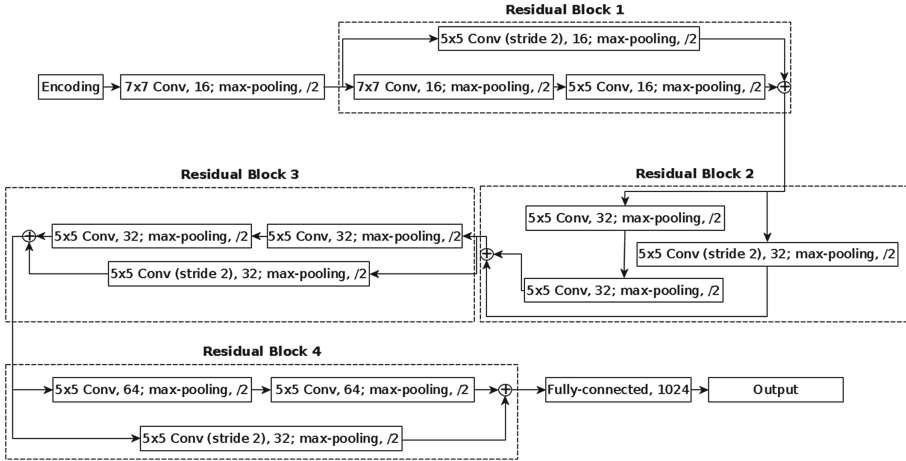 Residual Block 1
5x5 Conv (stride 2), 16; max-pooling, /2
Encoding
7x7 Conv, 16; max-pooling, /2
7x7 Conv, 16; max-pooling, /2
5x5 Conv, 16; max-pooling, /2
Residual Block 2
5x5 Conv, 32; max-pooling, /2
5x5 Conv (stride 2), 32; max-pooling, /2
5x5 Conv, 32; max-pooling, /2
Residual Block 3
5x5 Conv, 32; max-pooling, /2
5x5 Conv, 32; max-pooling, /2
5x5 Conv (stride 2), 32; max-pooling, /2
Residual Block 4
5x5 Conv, 64; max-pooling, /2
5x5 Conv, 64; max-pooling, /2
5x5 Conv (stride 2), 32; max-pooling, /2
Fully-connected, 1024
Output